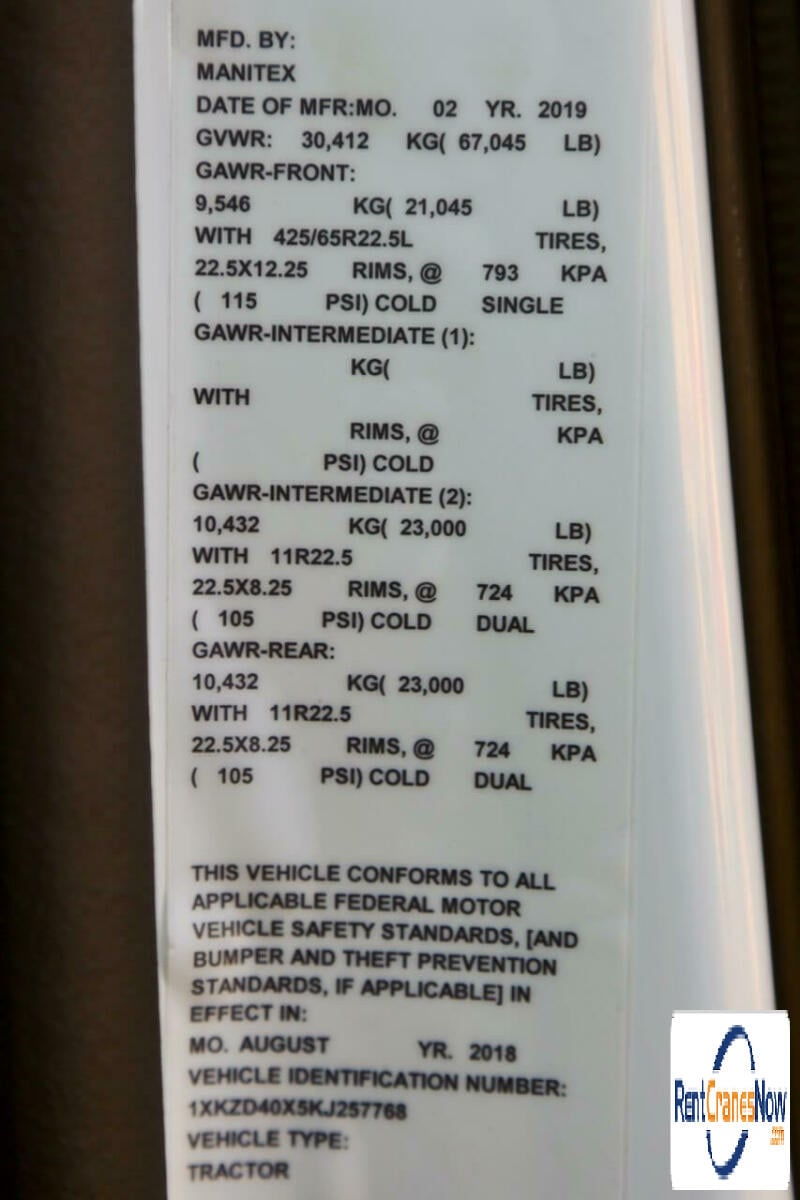 MFD. BY:
MANITEX
DATE OF MFR:MO. 02 YR. 2019
GVWR: 30,412 KG( 67,045 LB)
GAWR-FRONT:
9,546 KG( 21,045 LB)
WITH 425/65R22.5L TIRES,
22.5X12.25 RIMS, @ 793 KPA
( 115 PSI) COLD SINGLE
GAWR-INTERMEDIATE (1):
KG( LB)
WITH TIRES,
RIMS, @ KPA
( PSI) COLD
GAWR-INTERMEDIATE (2):
10,432 KG( 23,000 LB)
WITH 11R22.5 TIRES,
22.5X8.25 RIMS, @ 724 KPA
( 105 PSI) COLD DUAL
GAWR-REAR:
10,432 KG( 23,000 LB)
WITH 11R22.5 TIRES,
22.5X8.25 RIMS, @ 724 KPA
( 105 PSI) COLD DUAL
THIS VEHICLE CONFORMS TO ALL
APPLICABLE FEDERAL MOTOR
VEHICLE SAFETY STANDARDS, [AND
BUMPER AND THEFT PREVENTION
STANDARDS, IF APPLICABLE] IN
EFFECT IN:
MO. AUGUST YR. 2018
VEHICLE IDENTIFICATION NUMBER:
1XKZD40X5KJ257768
VEHICLE TYPE:
TRACTOR
RentCranesNow
.com